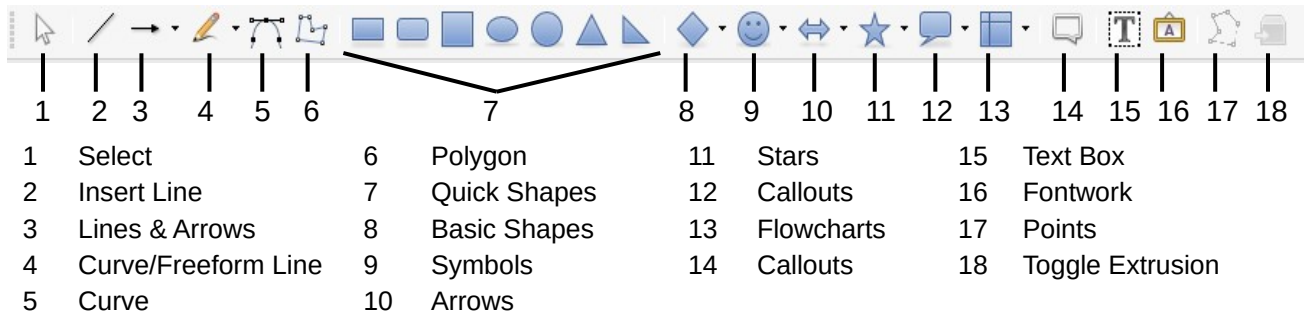 T A
1 2 3 4 5 6 7 8 9 10 11 12 13 14 15 16 17 18
1 Select 6 Polygon 11 Stars 15 Text Box
2 Insert Line 7 Quick Shapes 12 Callouts 16 Fontwork
3 Lines & Arrows 8 Basic Shapes 13 Flowcharts 17 Points
4 Curve/Freeform Line 9 Symbols 14 Callouts 18 Toggle Extrusion
5 Curve 10 Arrows